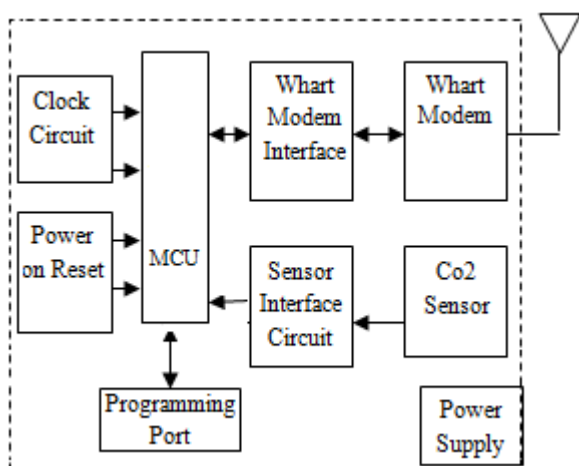 Clock
Circuit
Whart
Modem
Interface
Whart
Modem
Power
on Reset
MCU
Sensor
Interface
Circuit
Co2
Sensor
Programming
Port
Power
Supply